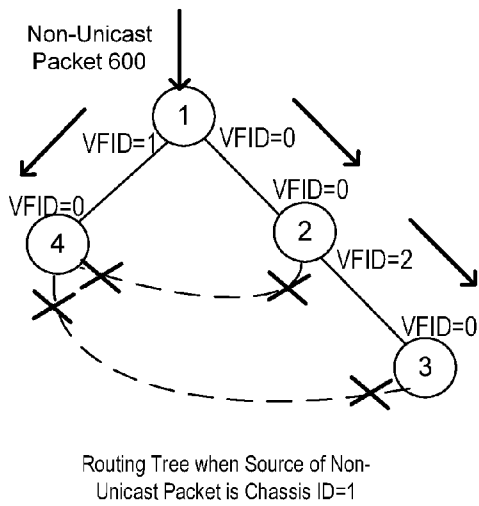 Non-Unicast
Packet 600
1
VFID=1
VFID=0
VFID=0
VFID=0
4
2
VFID=2
VFID=0
3
Routing Tree when Source of Non-
Unicast Packet is Chassis ID=1